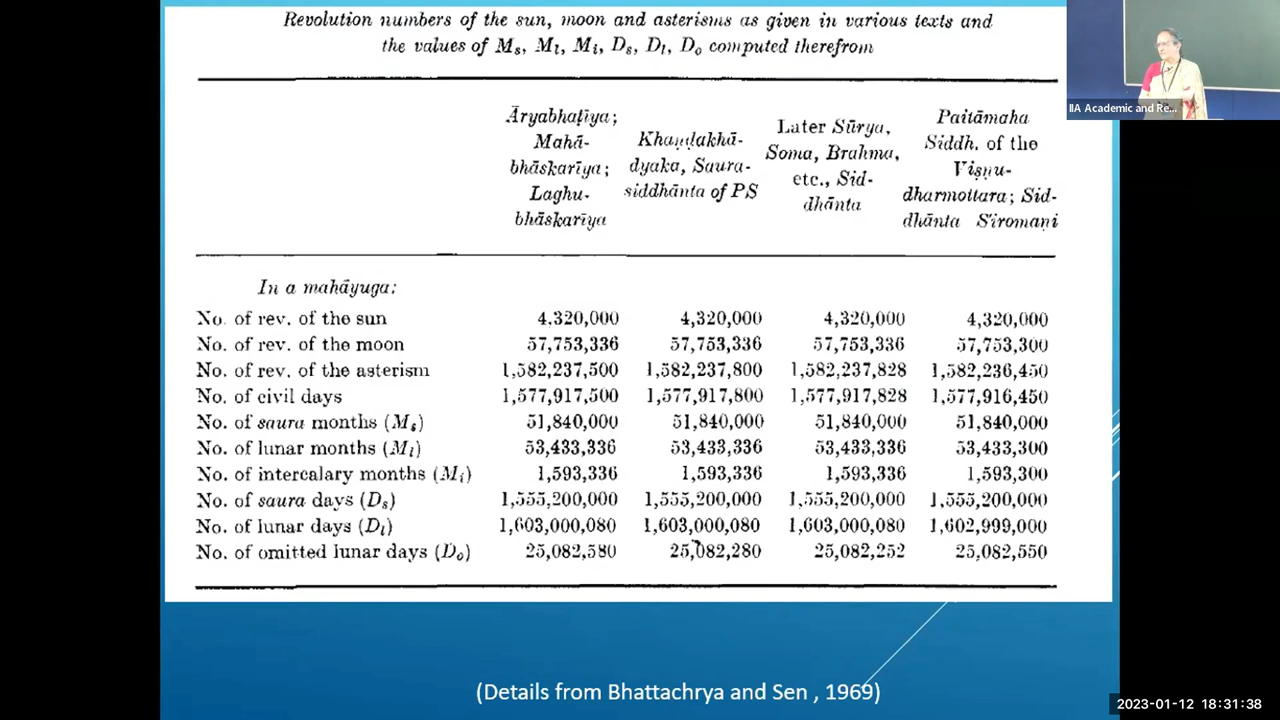 Revolution numbers of the sun, moon and asterisms as given in various texts and
the values of Ms, Ml, Mi, Ds, Dl, Do computed therefrom
IIA Academic and Re...
Āryabhaṭīya;
Mahā-
bhāskarīya;
Laghu-
bhāskarīya
Khaṇḍakhā-
dyaka, Saura-
siddhānta of PS
Later Sūrya,
Soma, Brahma,
etc., Sid-
dhānta
Paitāmaha
Siddh. of the
Viṣṇu-
dharmottara; Sid-
dhānta Śiromaṇi
In a mahāyuga:
No. of rev. of the sun 4,320,000 4,320,000 4,320,000 4,320,000
No. of rev. of the moon 57,753,336 57,753,336 57,753,336 57,753,300
No. of rev. of the asterism 1,582,237,500 1,582,237,800 1,582,237,828 1,582,236,450
No. of civil days 1,577,917,500 1,577,917,800 1,577,917,828 1,577,916,450
No. of saura months (Ms) 51,840,000 51,840,000 51,840,000 51,840,000
No. of lunar months (Ml) 53,433,336 53,433,336 53,433,336 53,433,300
No. of intercalary months (Mi) 1,593,336 1,593,336 1,593,336 1,593,300
No. of saura days (Ds) 1,555,200,000 1,555,200,000 1,555,200,000 1,555,200,000
No. of lunar days (Dl) 1,603,000,080 1,603,000,080 1,603,000,080 1,602,999,000
No. of omitted lunar days (Do) 25,082,580 25,082,280 25,082,252 25,082,550
(Details from Bhattachrya and Sen , 1969)
2023-01-12 18:31:38